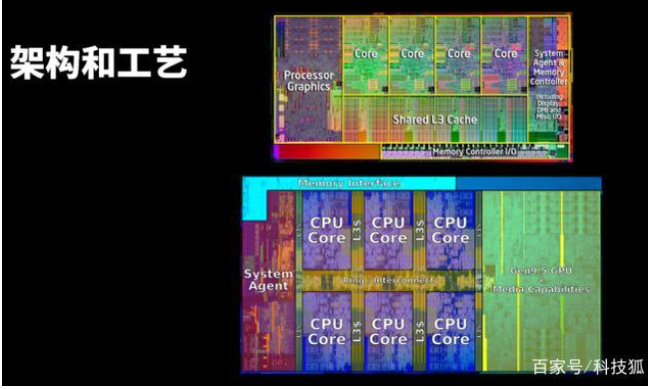 架构和工艺
Processor
Graphics
Core
Core
Core
Core
System
Agent &
Memory
Controller
Including
Display,
DMI and
Misc. I/O
Shared L3 Cache
Memory Controller I/O
Memory Interface
System
Agent
CPU
Core
L3$
CPU
Core
L3$
CPU
Core
Ring Interconnect
Gen9.5 GPU
+
Media Capabilities
CPU
Core
L3$
CPU
Core
L3$
CPU
Core
百家号/科技狐